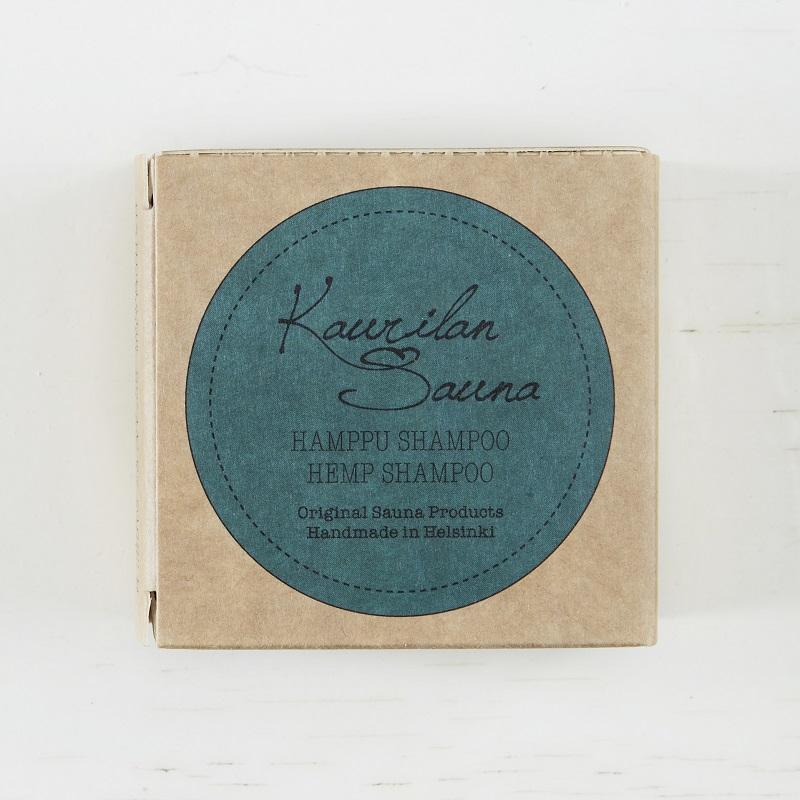 Kaurilan
Sauna
HAMPPU SHAMPOO
HEMP SHAMPOO
Original Sauna Products
Handmade in Helsinki